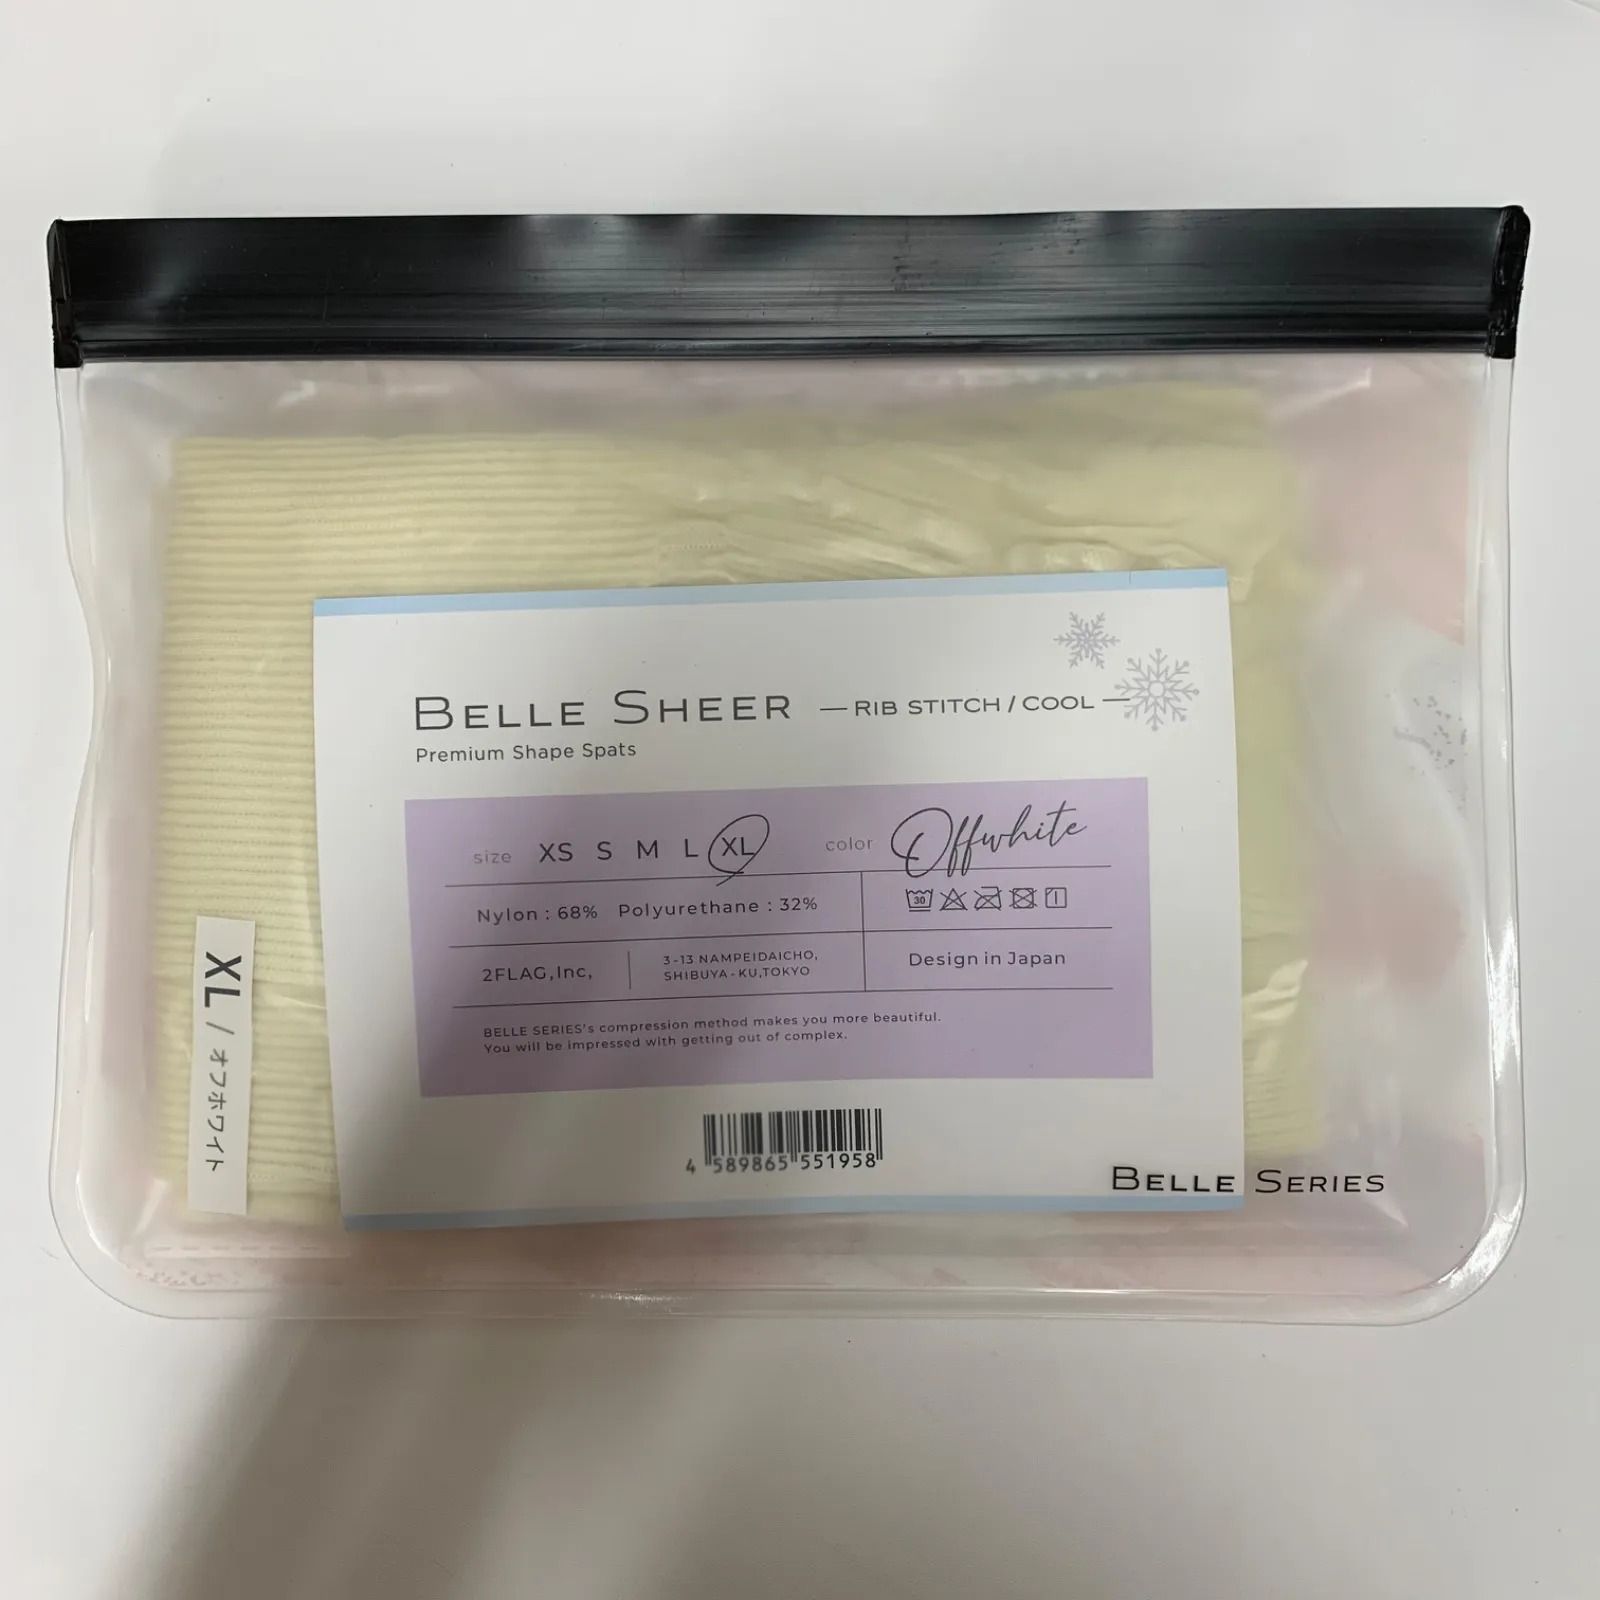 BELLE SHEER —RIB STITCH / COOL—
Premium Shape Spats
size XS S M L XL color Offwhite
Nylon : 68% Polyurethane : 32%
30
2FLAG,Inc,
3-13 NAMPEIDAICHO,
SHIBUYA-KU,TOKYO
Design in Japan
BELLE SERIES's compression method makes you more beautiful.
You will be impressed with getting out of complex.
4 589865 551958
BELLE SERIES
XL / オフホワイト